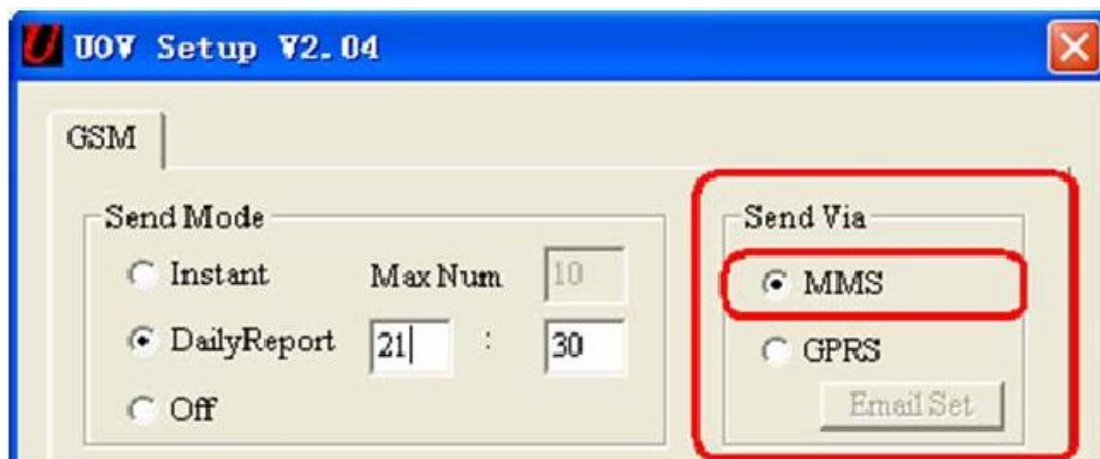 UOV Setup V2.04
GSM
Send Mode
Instant Max Num 10
DailyReport 21 : 30
Off
Send Via
MMS
GPRS
Email Set